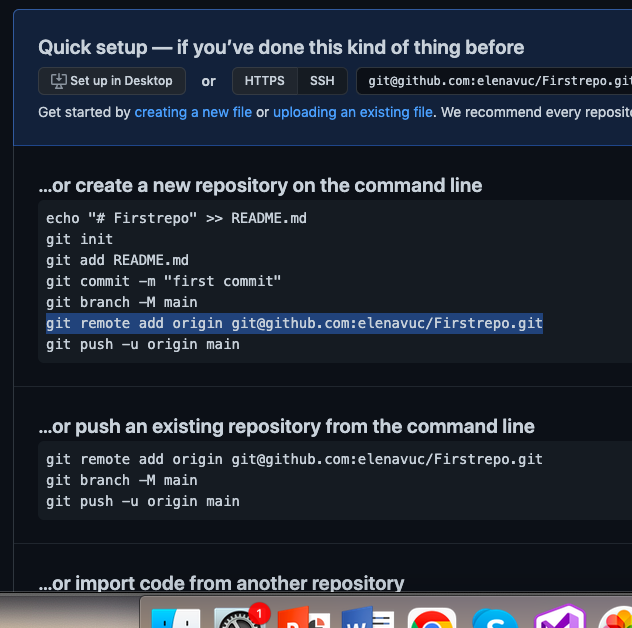 Quick setup — if you’ve done this kind of thing before
Set up in Desktop or HTTPS SSH git@github.com:elenavuc/Firstrepo.git
Get started by creating a new file or uploading an existing file. We recommend every
…or create a new repository on the command line
echo "# Firstrepo" >> README.md
git init
git add README.md
git commit -m "first commit"
git branch -M main
git remote add origin git@github.com:elenavuc/Firstrepo.git
git push -u origin main
…or push an existing repository from the command line
git remote add origin git@github.com:elenavuc/Firstrepo.git
git branch -M main
git push -u origin main
…or import code from another repository
1